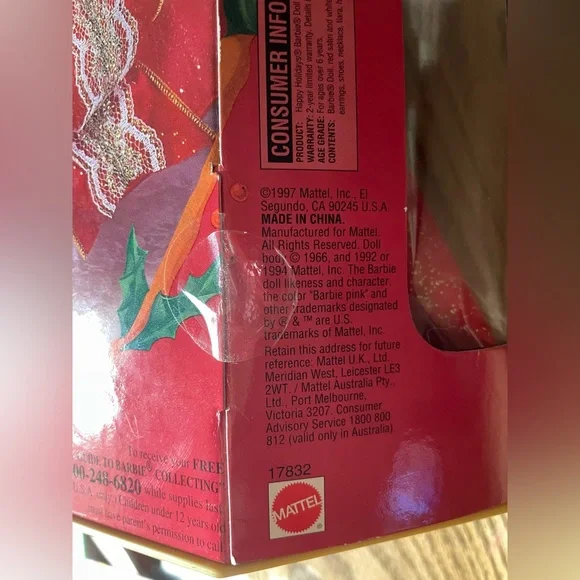 CONSUMER INFO
PRODUCT: Happy Holidays® Barbie® Doll
WARRANTY: 2-year limited warranty. Details
AGE GRADE: For ages over 6 years.
CONTENTS: Barbie® Doll, red satin and white
earrings, shoes, necklace, tiara,
©1997 Mattel, Inc., El
Segundo, CA 90245 U.S.A.
MADE IN CHINA.
Manufactured for Mattel.
All Rights Reserved. Doll
body © 1966, and 1992 or
1994 Mattel, Inc. The Barbie
doll likeness and character,
the color "Barbie pink" and
other trademarks designated
by ® & ™ are U.S.
trademarks of Mattel, Inc.
Retain this address for future
reference: Mattel U.K., Ltd.
Meridian West, Leicester LE3
2WT. / Mattel Australia Pty.,
Ltd., Port Melbourne,
Victoria 3207. Consumer
Advisory Service 1800 800
812 (valid only in Australia)
17832
MATTEL
To receive your FREE
GUIDE TO BARBIE® COLLECTING
00-248-6820 while supplies last
Children under 12 years old
parent's permission to call